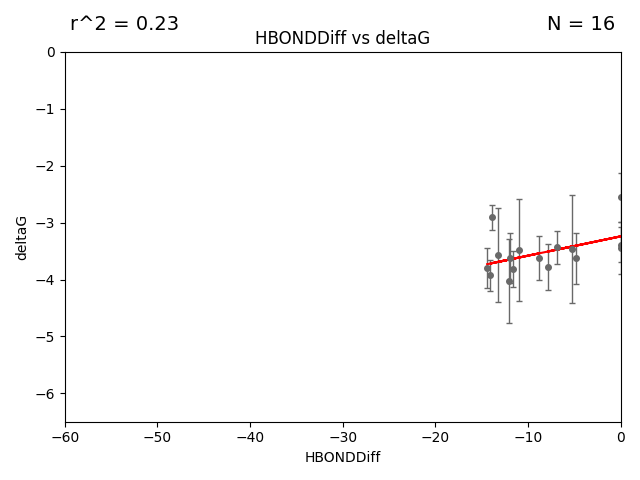 r^2 = 0.23
N = 16
HBONDDiff vs deltaG
0
−1
−2
−3
−4
−5
−6
deltaG
−60
−50
−40
−30
−20
−10
0
HBONDDiff